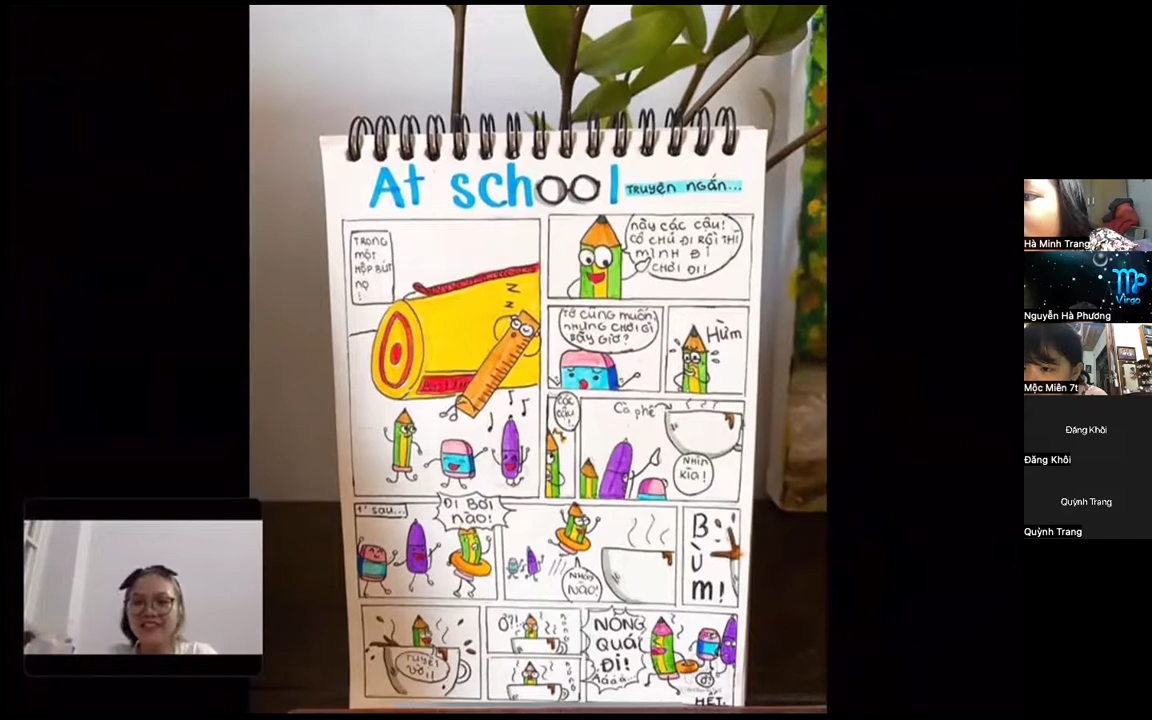 At school
TRUYỆN NGẮN...
TRONG
MỘT
HỘP BÚT
NỌ
:
Z
Z
NÀY CÁC CẬU!
CÔ CHỦ ĐI RỒI THÌ
MÌNH ĐI
CHƠI ĐI!
TỚ CŨNG MUỐN,
NHƯNG CHƠI GÌ
BÂY GIỜ?
HỪM
CÁC
CẬU
!
Cà phê
NHÌN
KÌA!
1' SAU...
ĐI BƠI
NÀO!
NHẢY
NÀO!
BÙM!
TUYỆT
VỜI!
Ơ?!
NÓNG
QUÁ
ĐI!
Áááá...
HẾT.
Hà Minh Trang
Virgo
Nguyễn Hà Phương
Mộc Miên 7t
Đăng Khôi
Đăng Khôi
Quỳnh Trang
Quỳnh Trang